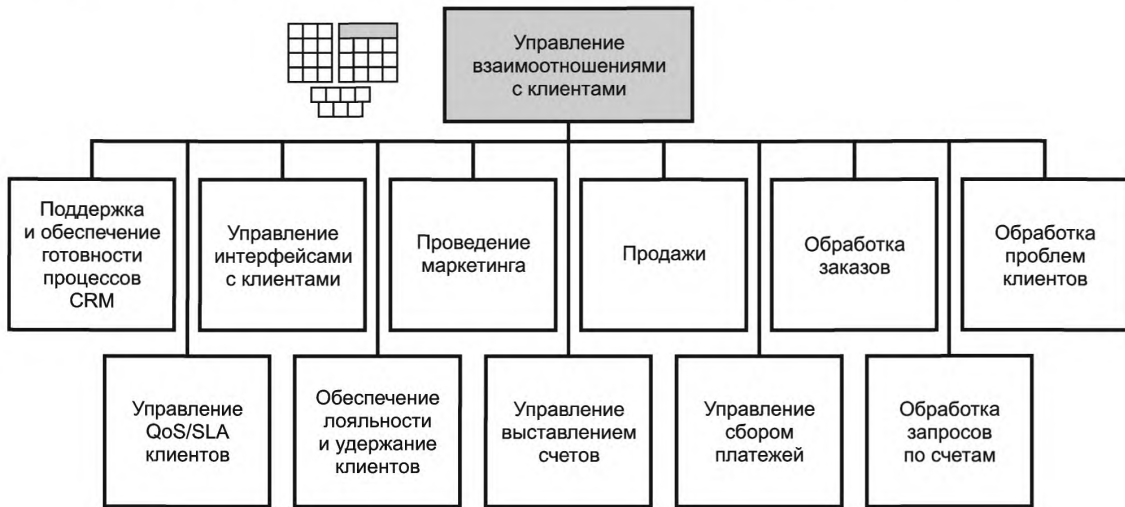 Управление
взаимоотношениями
с клиентами
Поддержка
и обеспечение
готовности
процессов
CRM
Управление
интерфейсами
с клиентами
Проведение
маркетинга
Продажи
Обработка
заказов
Обработка
проблем
клиентов
Управление
QoS/SLA
клиентов
Обеспечение
лояльности
и удержание
клиентов
Управление
выставлением
счетов
Управление
сбором
платежей
Обработка
запросов
по счетам